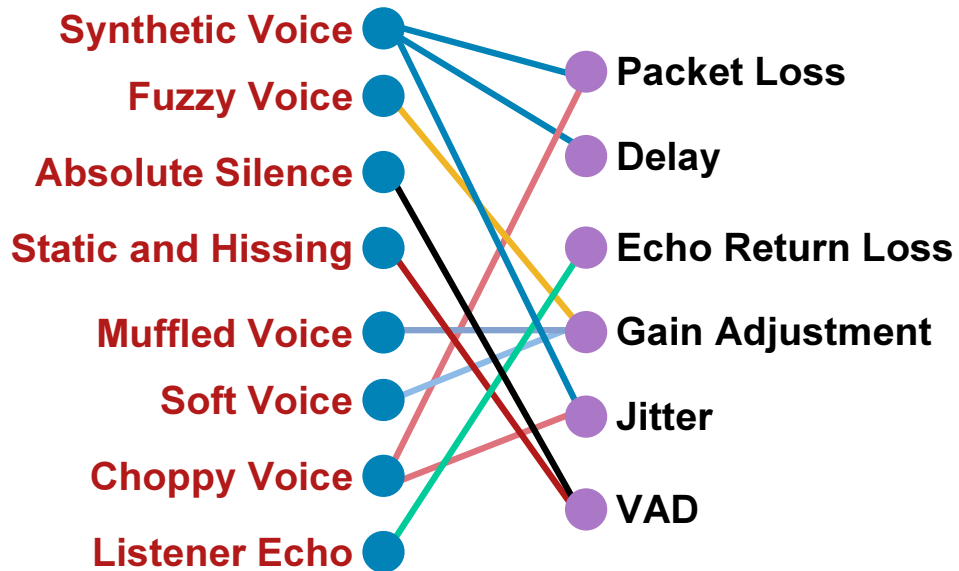 Synthetic Voice
Fuzzy Voice
Absolute Silence
Static and Hissing
Muffled Voice
Soft Voice
Choppy Voice
Listener Echo
Packet Loss
Delay
Echo Return Loss
Gain Adjustment
Jitter
VAD